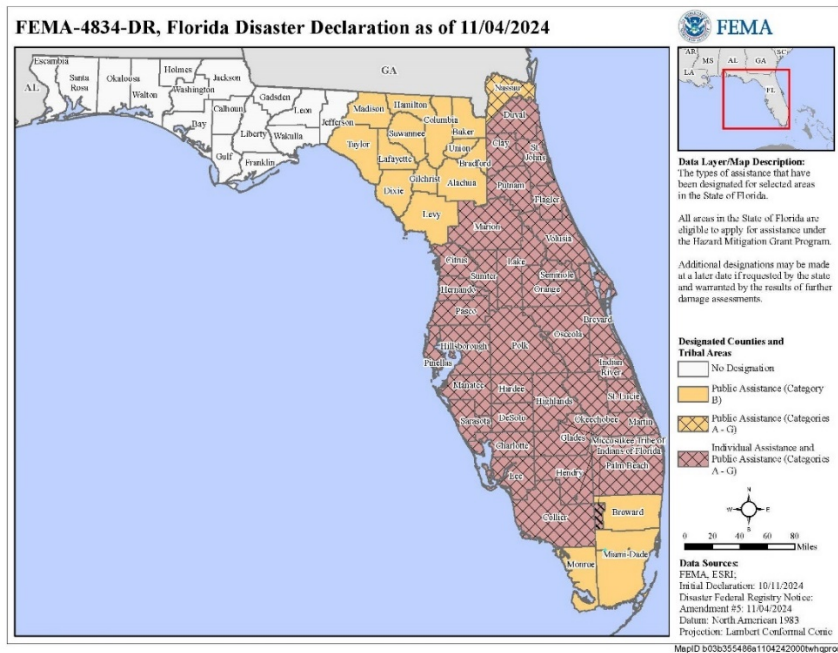 FEMA-4834-DR, Florida Disaster Declaration as of 11/04/2024
FEMA
GA
AL
Escambia
Santa
Rosa
Okaloosa
Walton
Holmes
Washington
Jackson
Bay
Calhoun
Gulf
Gadsden
Liberty
Franklin
Leon
Wakulla
Jefferson
Madison
Taylor
Hamilton
Suwannee
Lafayette
Dixie
Columbia
Gilchrist
Levy
Baker
Union
Bradford
Alachua
Nassau
Duval
Clay
St
Johns
Putnam
Flagler
Marion
Volusia
Citrus
Sumter
Lake
Seminole
Orange
Hernando
Pasco
Brevard
Osceola
Hillsborough
Polk
Pinellas
Indian
River
Manatee
Hardee
Highlands
St. Lucie
Okeechobee
Martin
Sarasota
DeSoto
Charlotte
Glades
Miccosukee Tribe of
Indians of Florida
Lee
Hendry
Palm Beach
Collier
Broward
Monroe
Miami-Dade
AR
MS
AL
GA
SC
LA
FL
Data Layer/Map Description:
The types of assistance that have
been designated for selected areas
in the State of Florida.
All areas in the State of Florida are
eligible to apply for assistance under
the Hazard Mitigation Grant Program.
Additional designations may be made
at a later date if requested by the state
and warranted by the results of further
damage assessments.
Designated Counties and
Tribal Areas
No Designation
Public Assistance (Category
B)
Public Assistance (Categories
A - G)
Individual Assistance and
Public Assistance (Categories
A - G)
N
W
E
S
0 20 40 60 80
Miles
Data Sources:
FEMA, ESRI;
Initial Declaration: 10/11/2024
Disaster Federal Registry Notice:
Amendment #5: 11/04/2024
Datum: North American 1983
Projection: Lambert Conformal Conic
MapID b03b355486a1104242000twhqprod